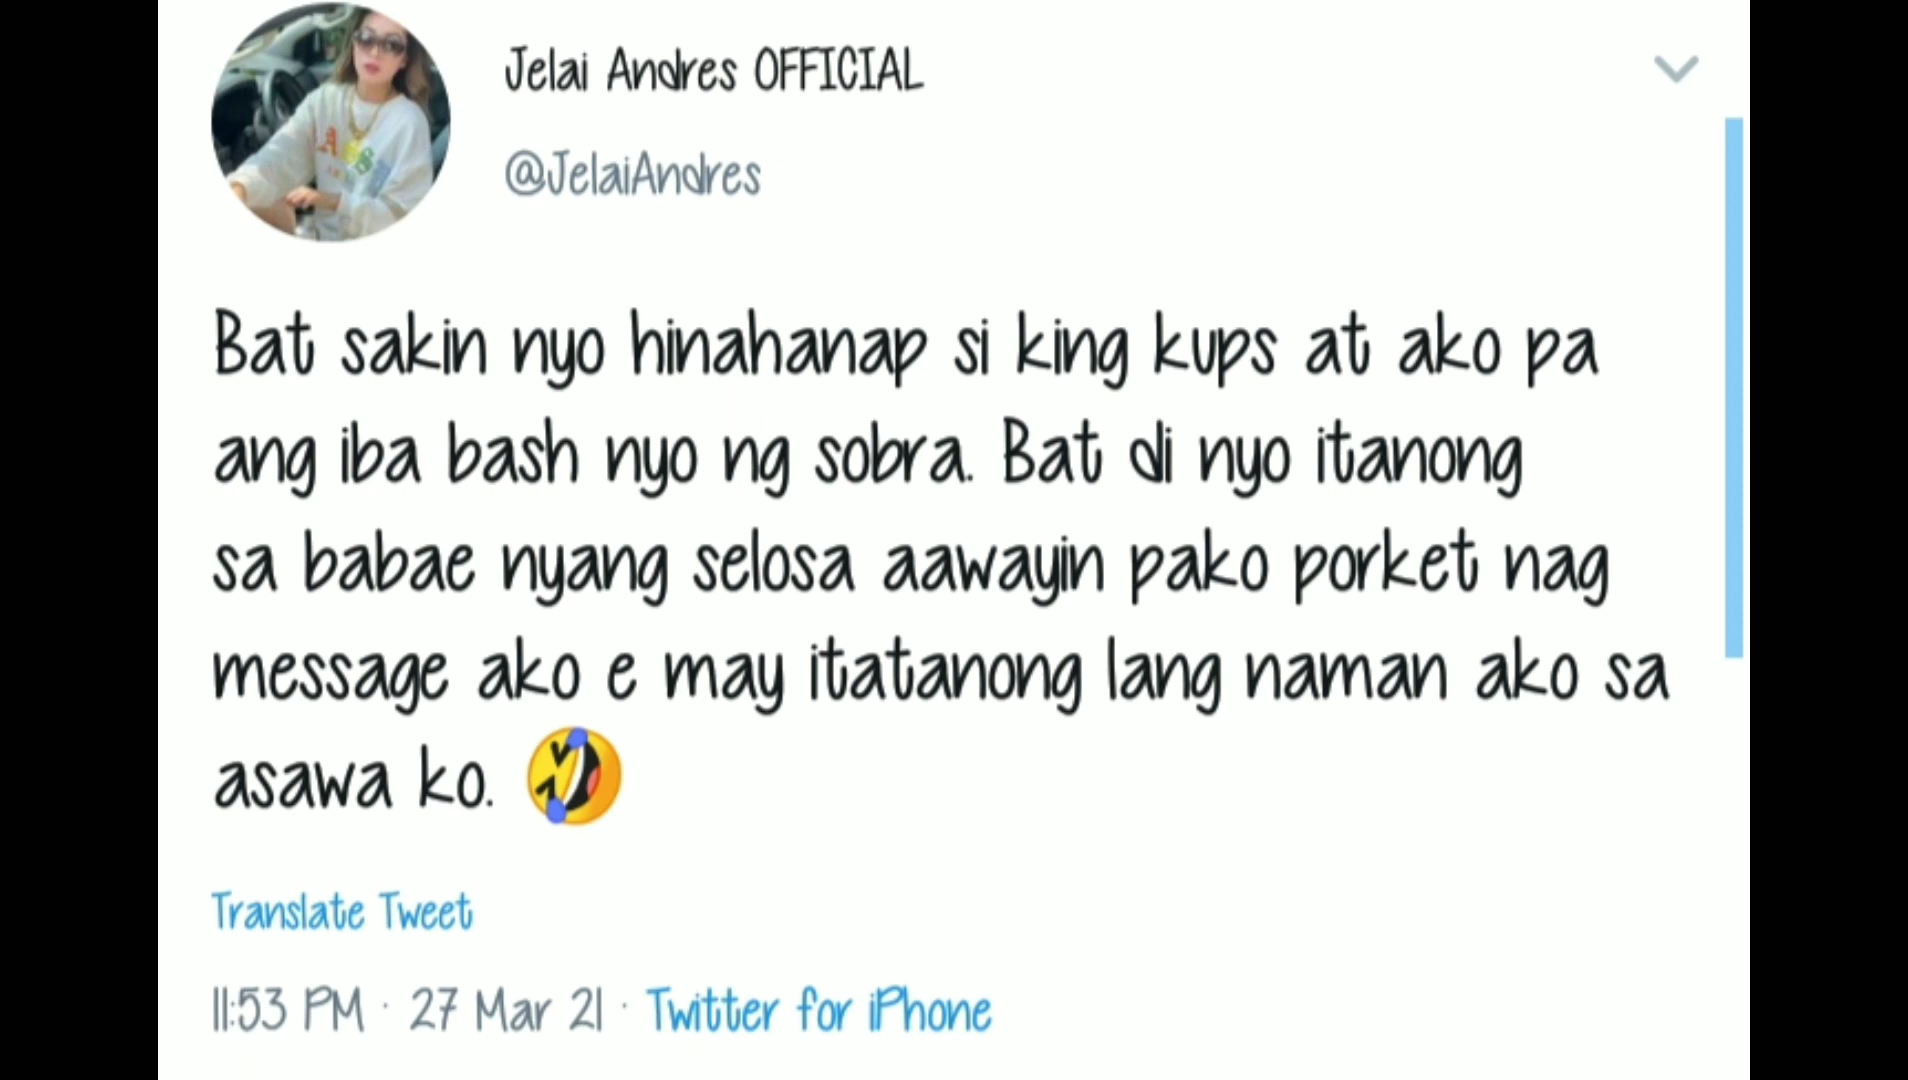 Jelai Andres OFFICIAL
@JelaiAndres
Bat sakin nyo hinahanap si king kups at ako pa
ang iba bash nyo ng sobra. Bat di nyo itanong
sa babae nyang selosa aawayin pako porket nag
message ako e may itatanong lang naman ako sa
asawa ko. 🤣
Translate Tweet
11:53 PM · 27 Mar 21 · Twitter for iPhone